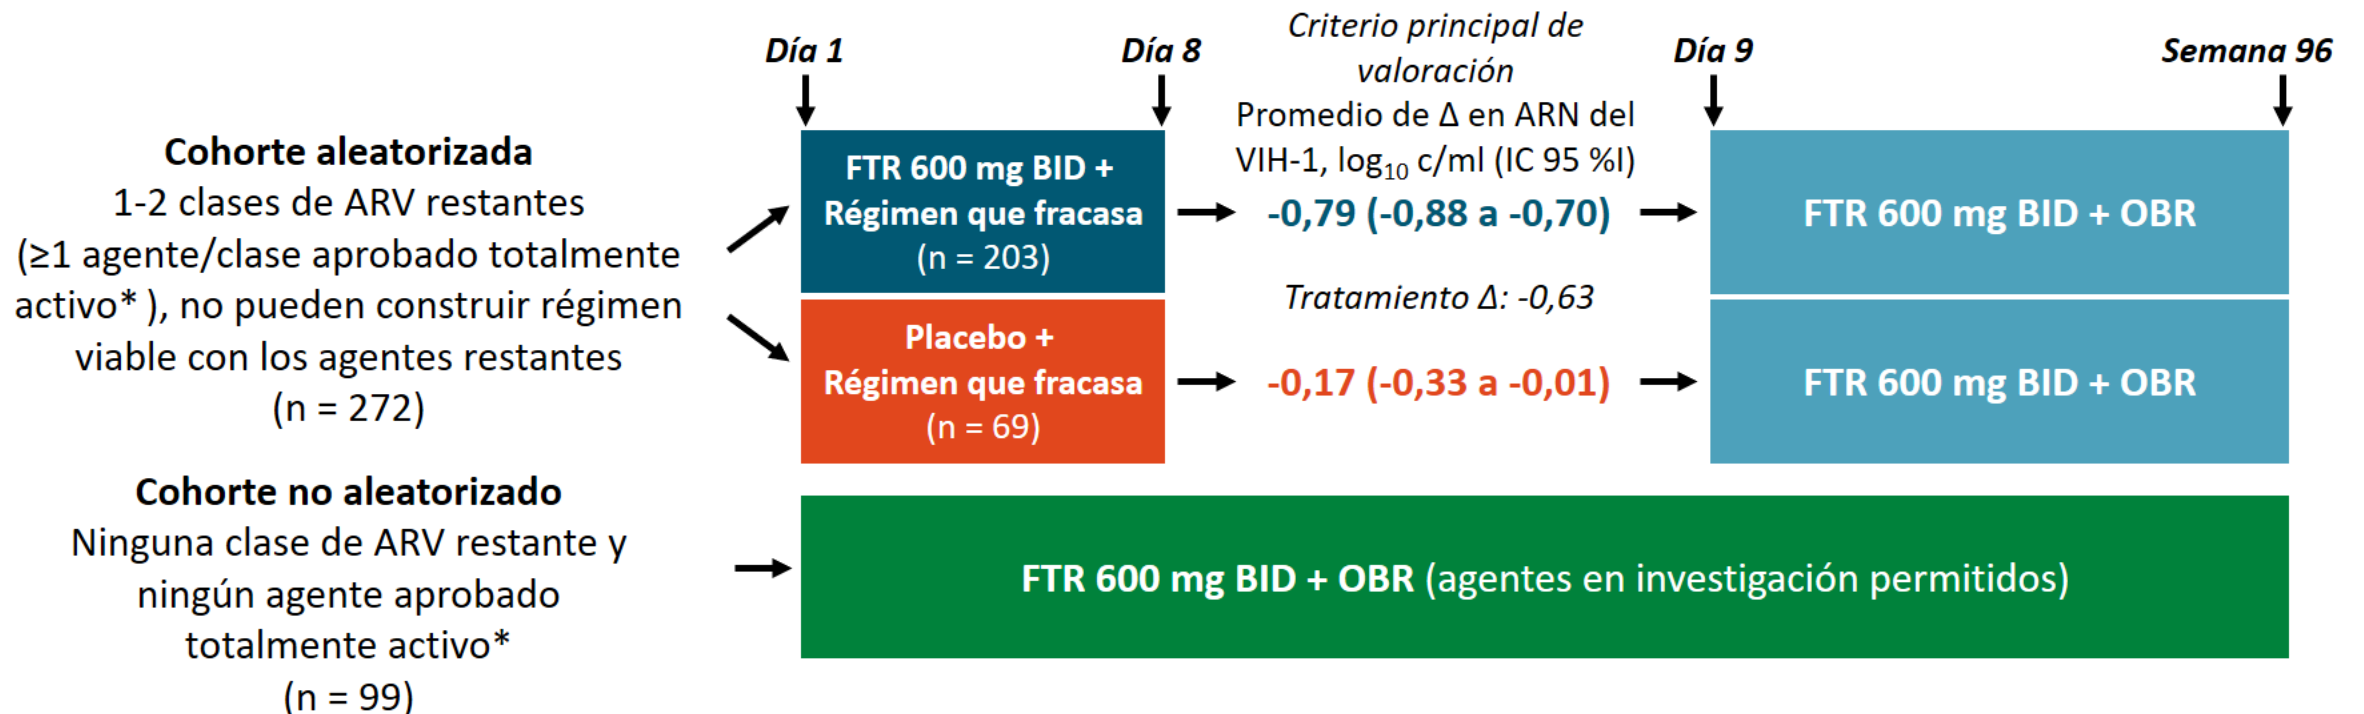 Día 1
Día 8
Criterio principal de
valoración
Promedio de Δ en ARN del
VIH-1, log10 c/ml (IC 95 %I)
Día 9
Semana 96
Cohorte aleatorizada
1-2 clases de ARV restantes
(≥1 agente/clase aprobado totalmente
activo* ), no pueden construir régimen
viable con los agentes restantes
(n = 272)
FTR 600 mg BID +
Régimen que fracasa
(n = 203)
-0,79 (-0,88 a -0,70)
FTR 600 mg BID + OBR
Tratamiento Δ: -0,63
Placebo +
Régimen que fracasa
(n = 69)
-0,17 (-0,33 a -0,01)
FTR 600 mg BID + OBR
Cohorte no aleatorizado
Ninguna clase de ARV restante y
ningún agente aprobado
totalmente activo*
(n = 99)
FTR 600 mg BID + OBR (agentes en investigación permitidos)